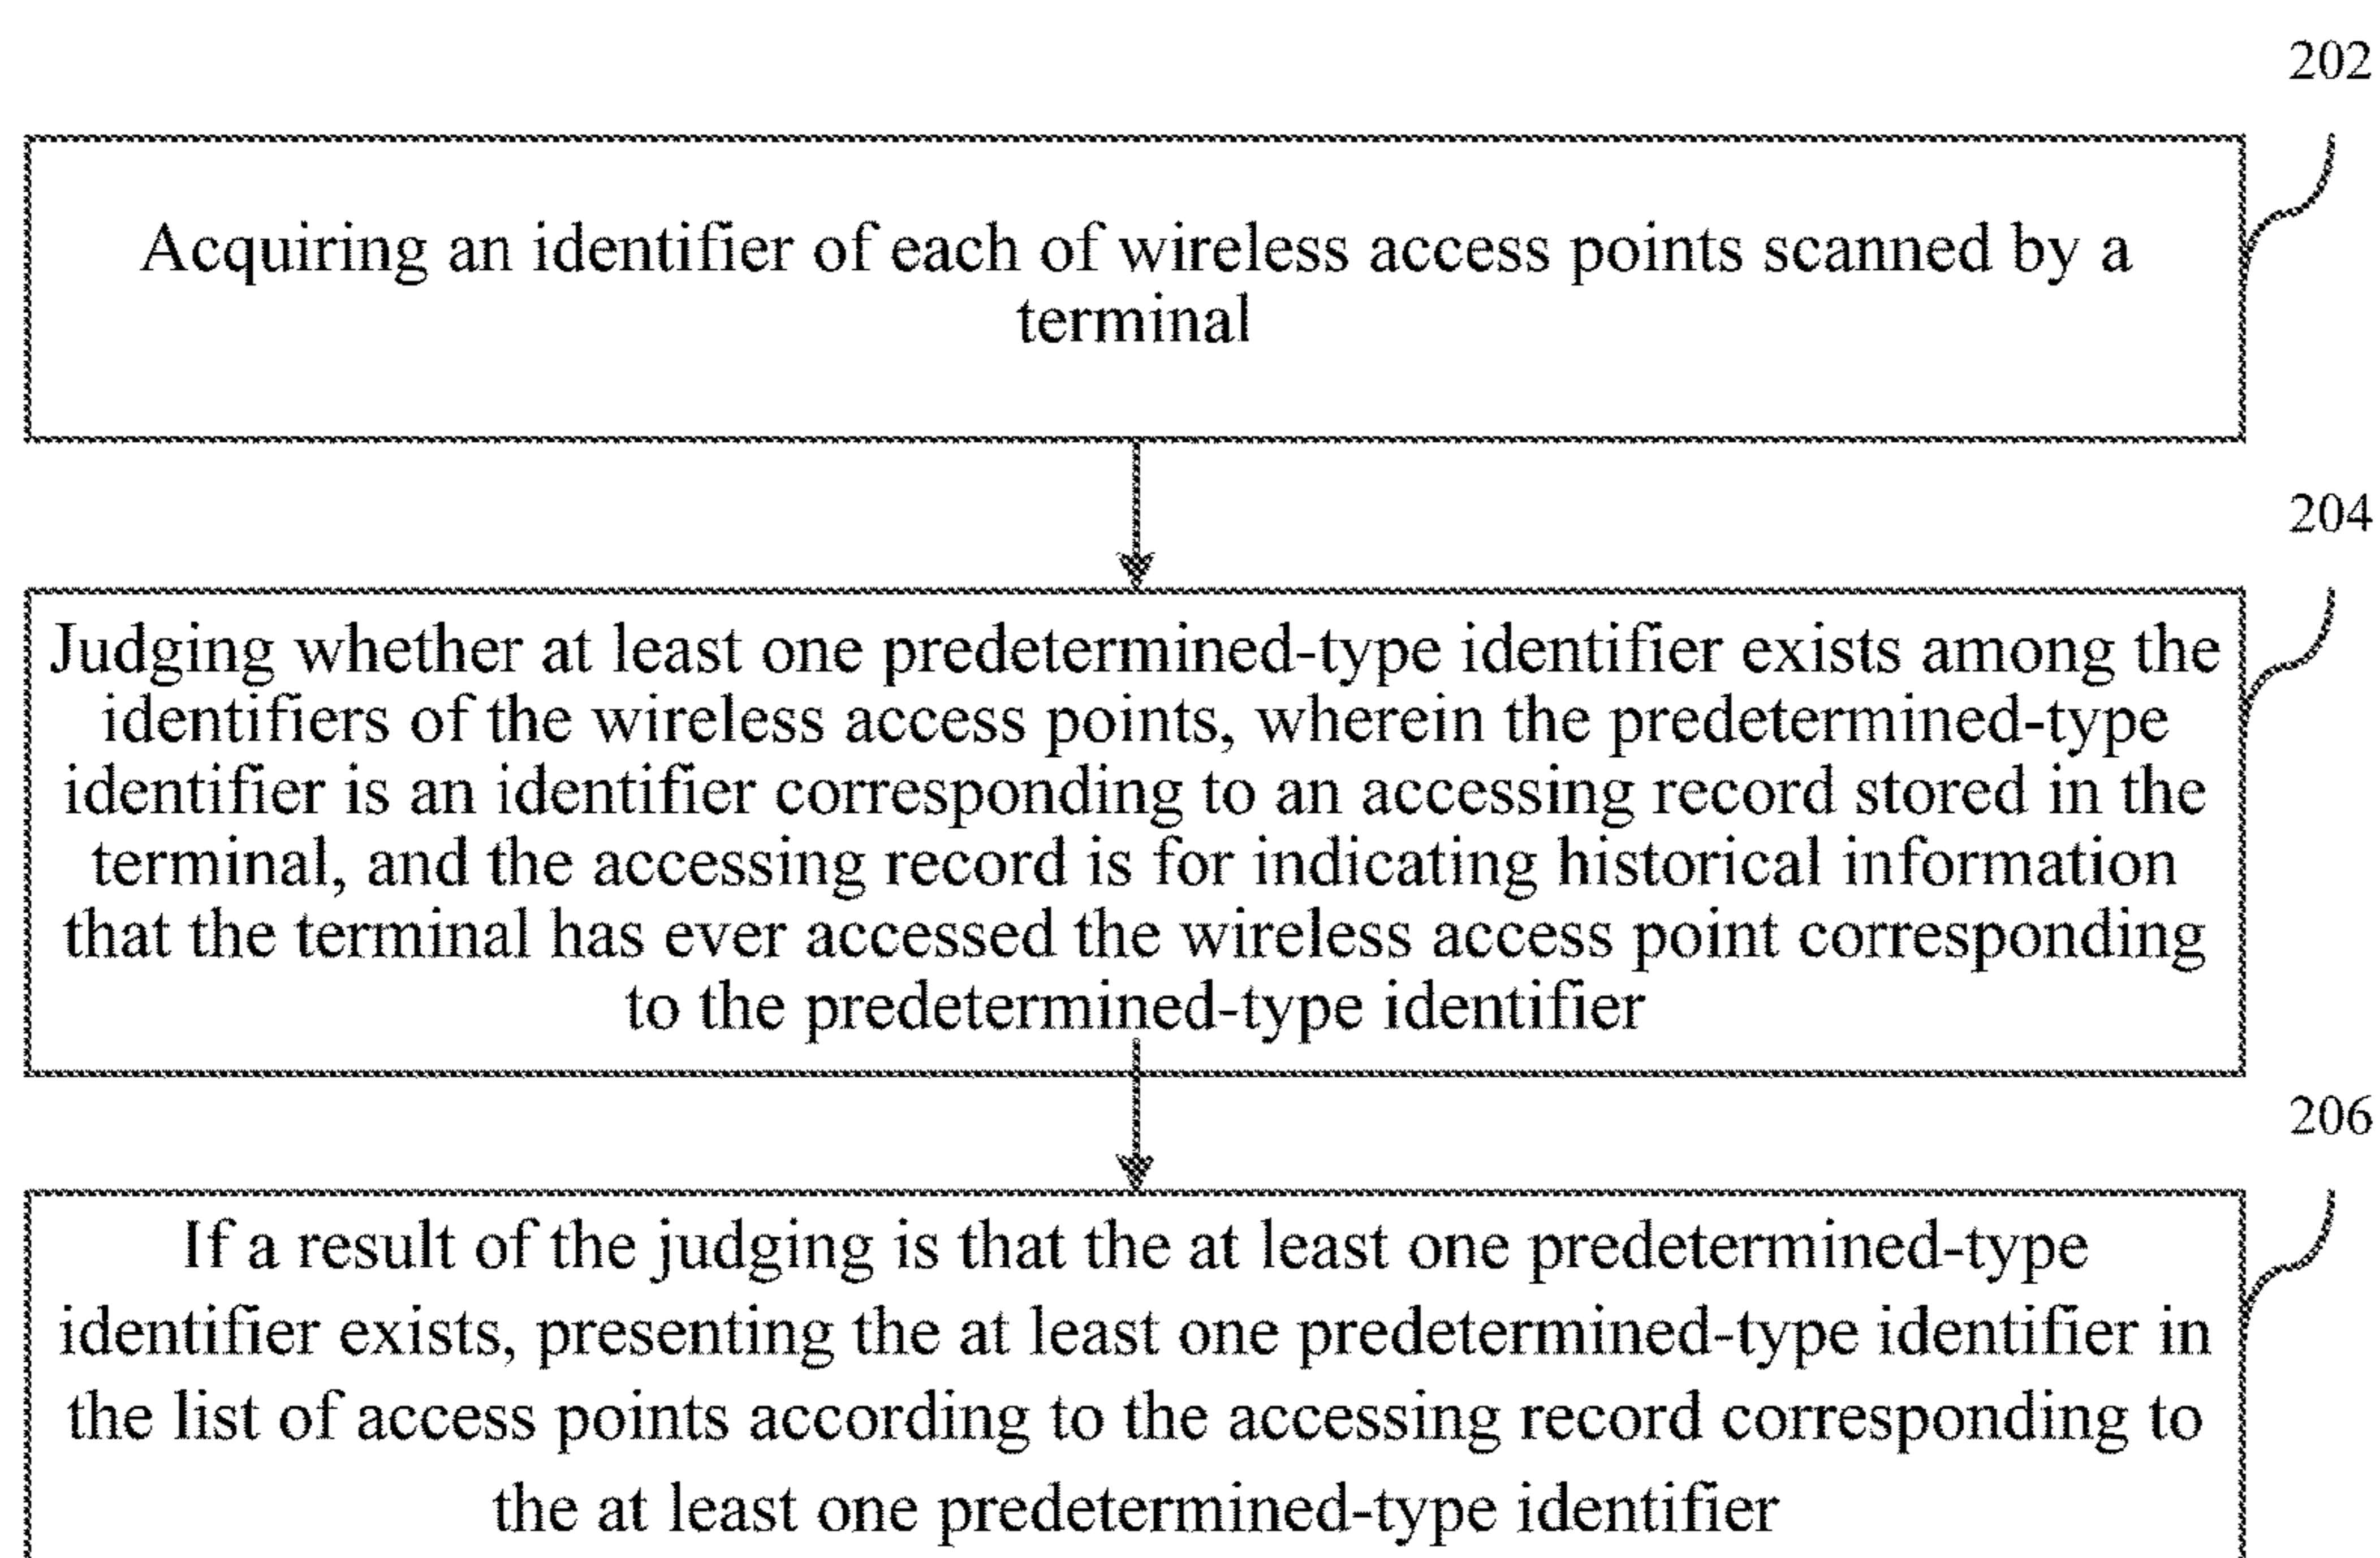 202
Acquiring an identifier of each of wireless access points scanned by a
terminal
204
Judging whether at least one predetermined-type identifier exists among the
identifiers of the wireless access points, wherein the predetermined-type
identifier is an identifier corresponding to an accessing record stored in the
terminal, and the accessing record is for indicating historical information
that the terminal has ever accessed the wireless access point corresponding
to the predetermined-type identifier
206
If a result of the judging is that the at least one predetermined-type
identifier exists, presenting the at least one predetermined-type identifier in
the list of access points according to the accessing record corresponding to
the at least one predetermined-type identifier